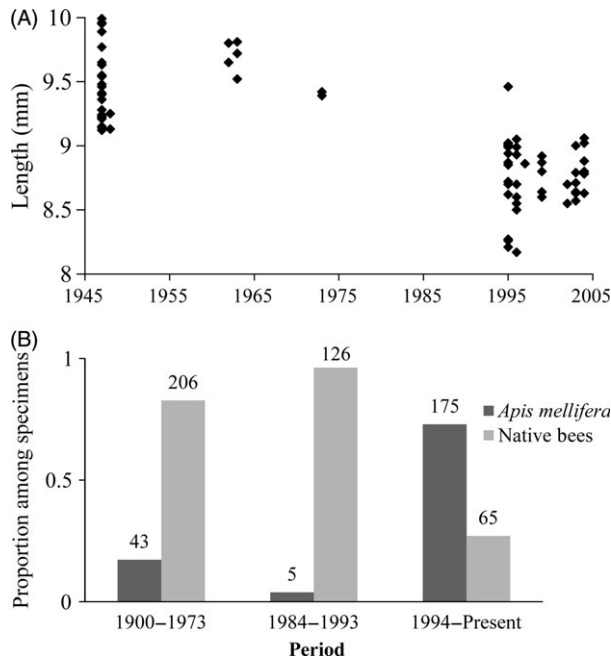 (A)
Length (mm)
10
9.5
9
8.5
8
1945 1955 1965 1975 1985 1995 2005
(B)
Proportion among specimens
1
0.5
0
43
206
5
126
175
65
Apis mellifera
Native bees
1900–1973 1984–1993 1994–Present
Period